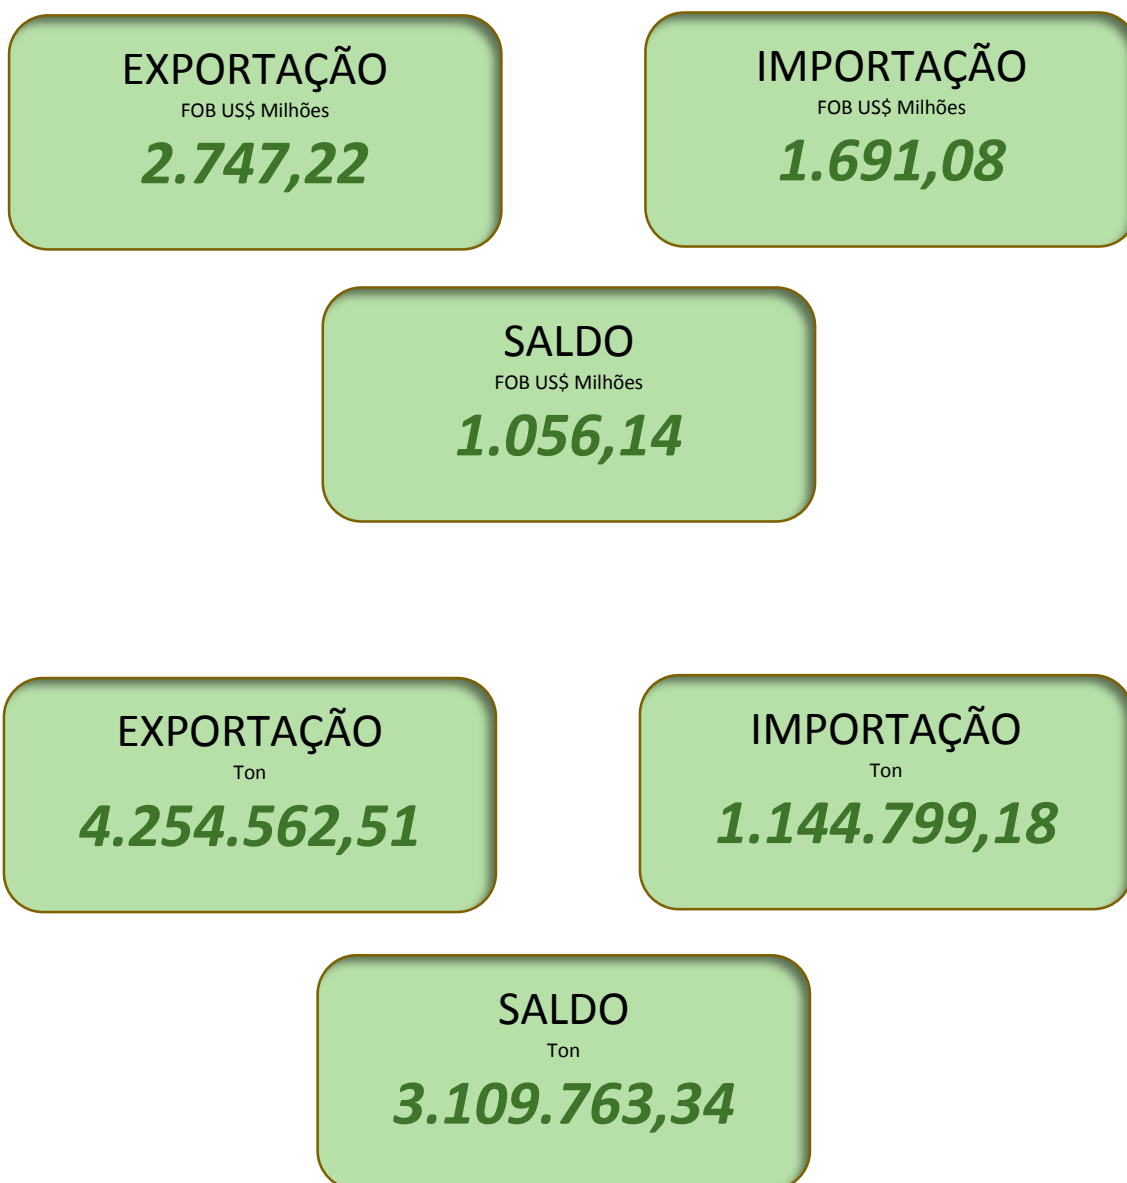 EXPORTAÇÃO
FOB US$ Milhões
2.747,22
IMPORTAÇÃO
FOB US$ Milhões
1.691,08
SALDO
FOB US$ Milhões
1.056,14
EXPORTAÇÃO
Ton
4.254.562,51
IMPORTAÇÃO
Ton
1.144.799,18
SALDO
Ton
3.109.763,34